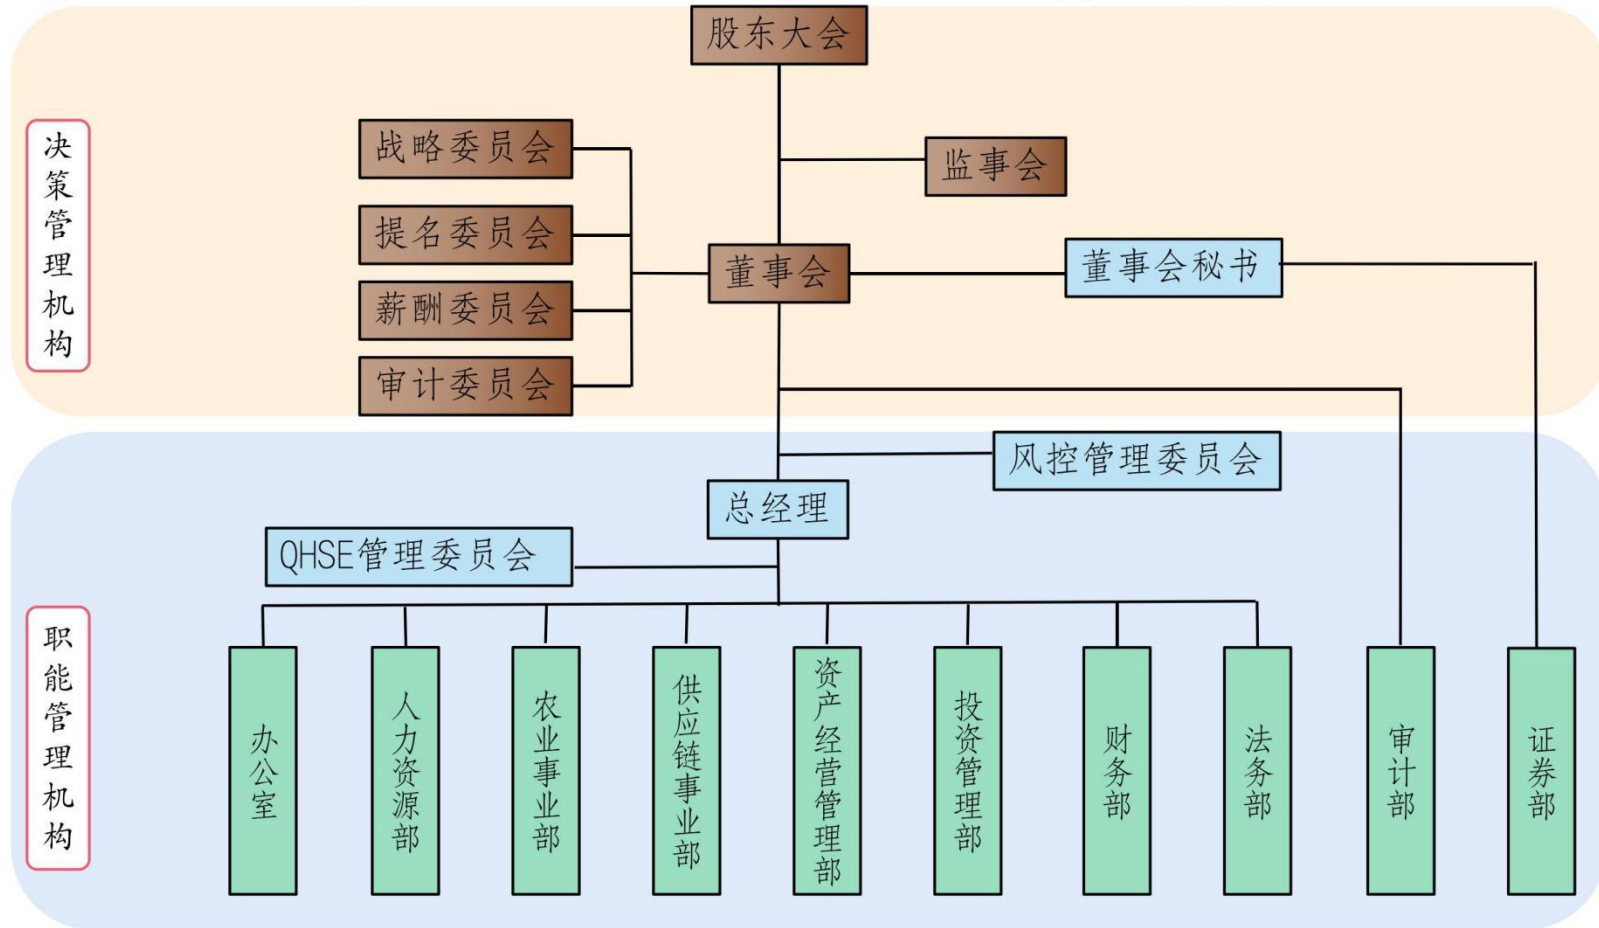 股东大会
决策管理机构
战略委员会
监事会
提名委员会
董事会
董事会秘书
薪酬委员会
审计委员会
风控管理委员会
总经理
QHSE管理委员会
职能管理机构
办公室
人力资源部
农业事业部
供应链事业部
资产经营管理部
投资管理部
财务部
法务部
审计部
证券部